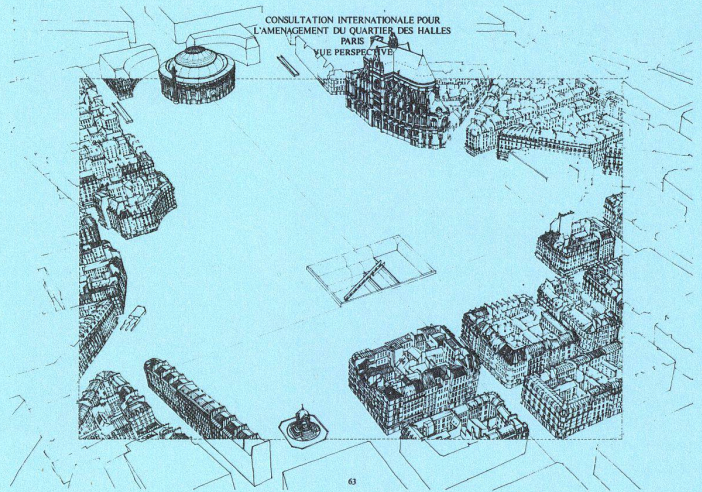 CONSULTATION INTERNATIONALE POUR
L'AMENAGEMENT DU QUARTIER DES HALLES
PARIS
VUE PERSPECTIVE
63